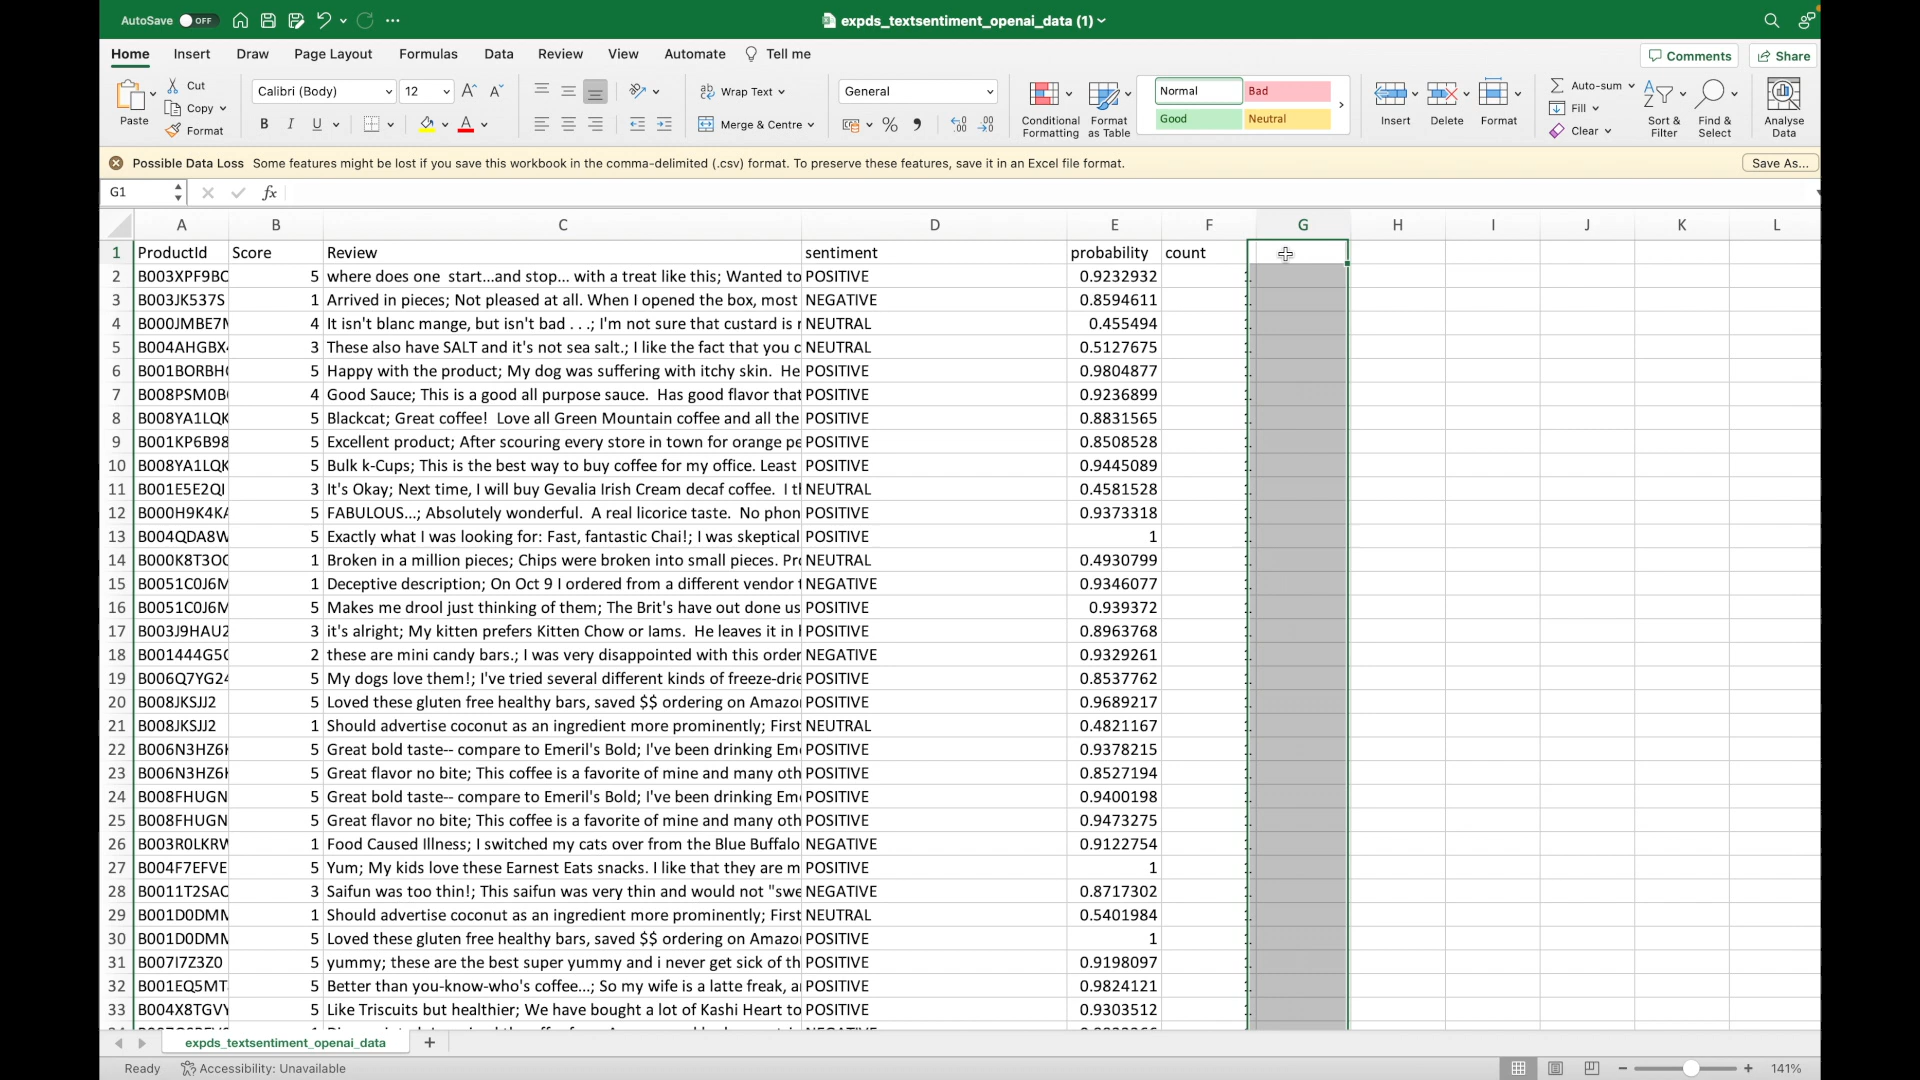 AutoSave OFF expds_textsentiment_openai_data (1)
Home Insert Draw Page Layout Formulas Data Review View Automate Tell me Comments Share
Paste Cut Copy Format
Calibri (Body) 12 B I U
Wrap Text Merge & Centre
General
Conditional Formatting Format as Table
Normal Bad Good Neutral
Insert Delete Format
Auto-sum Fill Clear
Sort & Filter Find & Select Analyse Data
Possible Data Loss Some features might be lost if you save this workbook in the comma-delimited (.csv) format. To preserve these features, save it in an Excel file format. Save As...
G1 fx
A B C D E F G H I J K L
1 ProductId Score Review sentiment probability count
2 B003XPF9BO 5 where does one start...and stop... with a treat like this; Wanted to POSITIVE 0.9232932
3 B003JK537S 1 Arrived in pieces; Not pleased at all. When I opened the box, most NEGATIVE 0.8594611
4 B000JMBE7M 4 It isn't blanc mange, but isn't bad . . .; I'm not sure that custard is NEUTRAL 0.455494
5 B004AHGBX 3 These also have SALT and it's not sea salt.; I like the fact that you c NEUTRAL 0.5127675
6 B001BORBH 5 Happy with the product; My dog was suffering with itchy skin. He POSITIVE 0.9804877
7 B008PSM0B 4 Good Sauce; This is a good all purpose sauce. Has good flavor that POSITIVE 0.9236899
8 B008YA1LQK 5 Blackcat; Great coffee! Love all Green Mountain coffee and all the POSITIVE 0.8831565
9 B001KP6B98 5 Excellent product; After scouring every store in town for orange pe POSITIVE 0.8508528
10 B008YA1LQK 5 Bulk k-Cups; This is the best way to buy coffee for my office. Least POSITIVE 0.9445089
11 B001E5E2QI 3 It's Okay; Next time, I will buy Gevalia Irish Cream decaf coffee. I th NEUTRAL 0.4581528
12 B000H9K4KA 5 FABULOUS...; Absolutely wonderful. A real licorice taste. No phon POSITIVE 0.9373318
13 B004QDA8W 5 Exactly what I was looking for: Fast, fantastic Chai!; I was skeptical POSITIVE 1
14 B000K8T3OQ 1 Broken in a million pieces; Chips were broken into small pieces. Pr NEUTRAL 0.4930799
15 B0051C0J6M 1 Deceptive description; On Oct 9 I ordered from a different vendor NEGATIVE 0.9346077
16 B0051C0J6M 5 Makes me drool just thinking of them; The Brit's have out done us POSITIVE 0.939372
17 B003J9HAU2 3 it's alright; My kitten prefers Kitten Chow or Iams. He leaves it in POSITIVE 0.8963768
18 B001444G5 2 these are mini candy bars.; I was very disappointed with this order NEGATIVE 0.9329261
19 B006Q7YG24 5 My dogs love them!; I've tried several different kinds of freeze-drie POSITIVE 0.8537762
20 B008JKSJJ2 5 Loved these gluten free healthy bars, saved $$ ordering on Amazo POSITIVE 0.9689217
21 B008JKSJJ2 1 Should advertise coconut as an ingredient more prominently; First NEUTRAL 0.4821167
22 B006N3HZ6K 5 Great bold taste-- compare to Emeril's Bold; I've been drinking Em POSITIVE 0.9378215
23 B006N3HZ6K 5 Great flavor no bite; This coffee is a favorite of mine and many oth POSITIVE 0.8527194
24 B008FHUGN 5 Great bold taste-- compare to Emeril's Bold; I've been drinking Em POSITIVE 0.9400198
25 B008FHUGN 5 Great flavor no bite; This coffee is a favorite of mine and many oth POSITIVE 0.9473275
26 B003R0LKRW 1 Food Caused Illness; I switched my cats over from the Blue Buffalo NEGATIVE 0.9122754
27 B004F7EFVE 5 Yum; My kids love these Earnest Eats snacks. I like that they are m POSITIVE 1
28 B0011T2SAC 3 Saifun was too thin!; This saifun was very thin and would not "swe NEGATIVE 0.8717302
29 B001D0DMM 1 Should advertise coconut as an ingredient more prominently; First NEUTRAL 0.5401984
30 B001D0DMM 5 Loved these gluten free healthy bars, saved $$ ordering on Amazo POSITIVE 1
31 B007I7Z3Z0 5 yummy; these are the best super yummy and i never get sick of th POSITIVE 0.9198097
32 B001EQ5MT 5 Better than you-know-who's coffee...; So my wife is a latte freak, a POSITIVE 0.9824121
33 B004X8TGVY 5 Like Triscuits but healthier; We have bought a lot of Kashi Heart to POSITIVE 0.9303512
expds_textsentiment_openai_data
Ready Accessibility: Unavailable 141%